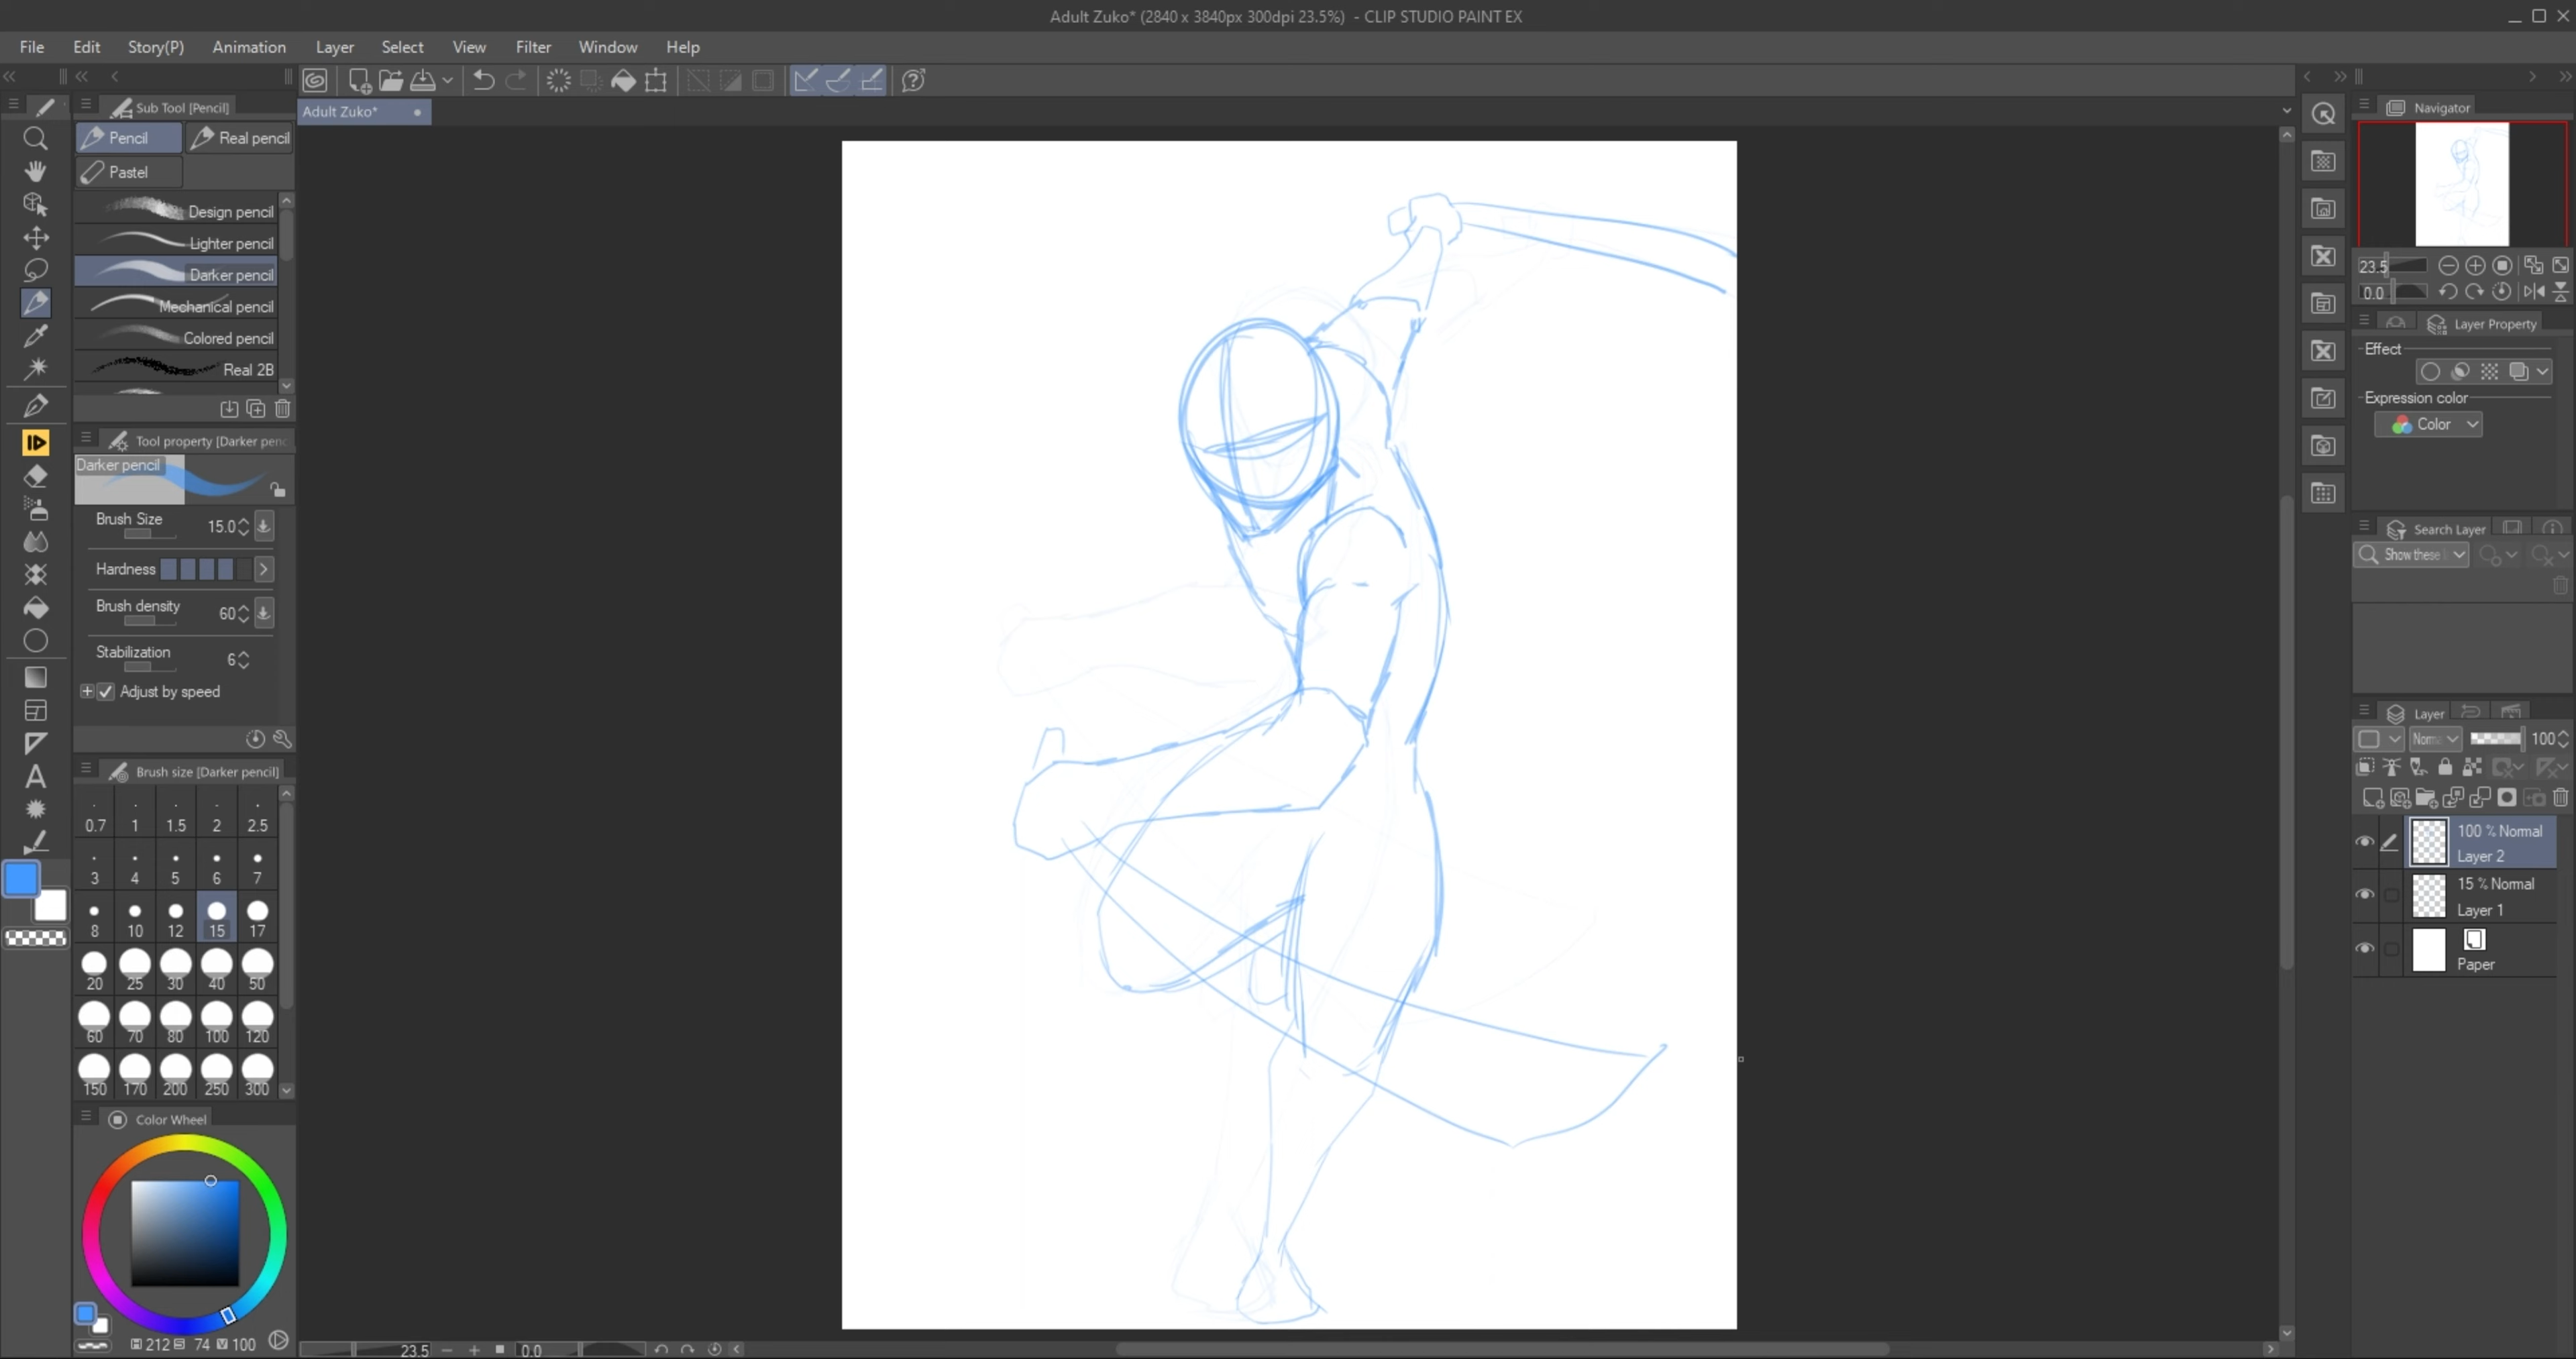 Adult Zuko* (2840 x 3840px 300dpi 23.5%) - CLIP STUDIO PAINT EX
File Edit Story(P) Animation Layer Select View Filter Window Help
Sub Tool [Pencil]
Adult Zuko*
Navigator
Pencil
Real pencil
Pastel
Design pencil
Lighter pencil
Darker pencil
Mechanical pencil
Colored pencil
Real 2B
Tool property [Darker penc
Darker pencil
Brush Size 15.0
Hardness
Brush density 60
Stabilization 6
Adjust by speed
Brush size [Darker pencil]
0.7 1 1.5 2 2.5
3 4 5 6 7
8 10 12 15 17
20 25 30 40 50
60 70 80 100 120
150 170 200 250 300
Color Wheel
212 74 V 100
23.5 0.0
23.5
0.0
Layer Property
Effect
Expression color
Color
Search Layer
Show these
Layer
100
100 % Normal
Layer 2
15 % Normal
Layer 1
Paper